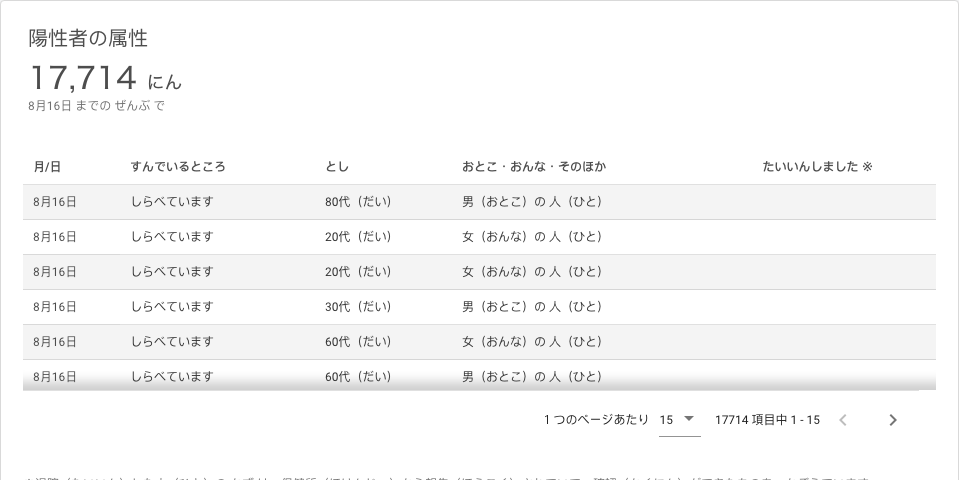 陽性者の属性
17,714 にん
8月16日 までの ぜんぶ で
月/日 すんでいるところ とし おとこ・おんな・そのほか たいいんしました ※
8月16日 しらべています 80代（だい） 男（おとこ）の 人（ひと）
8月16日 しらべています 20代（だい） 女（おんな）の 人（ひと）
8月16日 しらべています 20代（だい） 女（おんな）の 人（ひと）
8月16日 しらべています 30代（だい） 男（おとこ）の 人（ひと）
8月16日 しらべています 60代（だい） 女（おんな）の 人（ひと）
8月16日 しらべています 60代（だい） 男（おとこ）の 人（ひと）
1 つのページあたり 15 17714 項目中 1 - 15